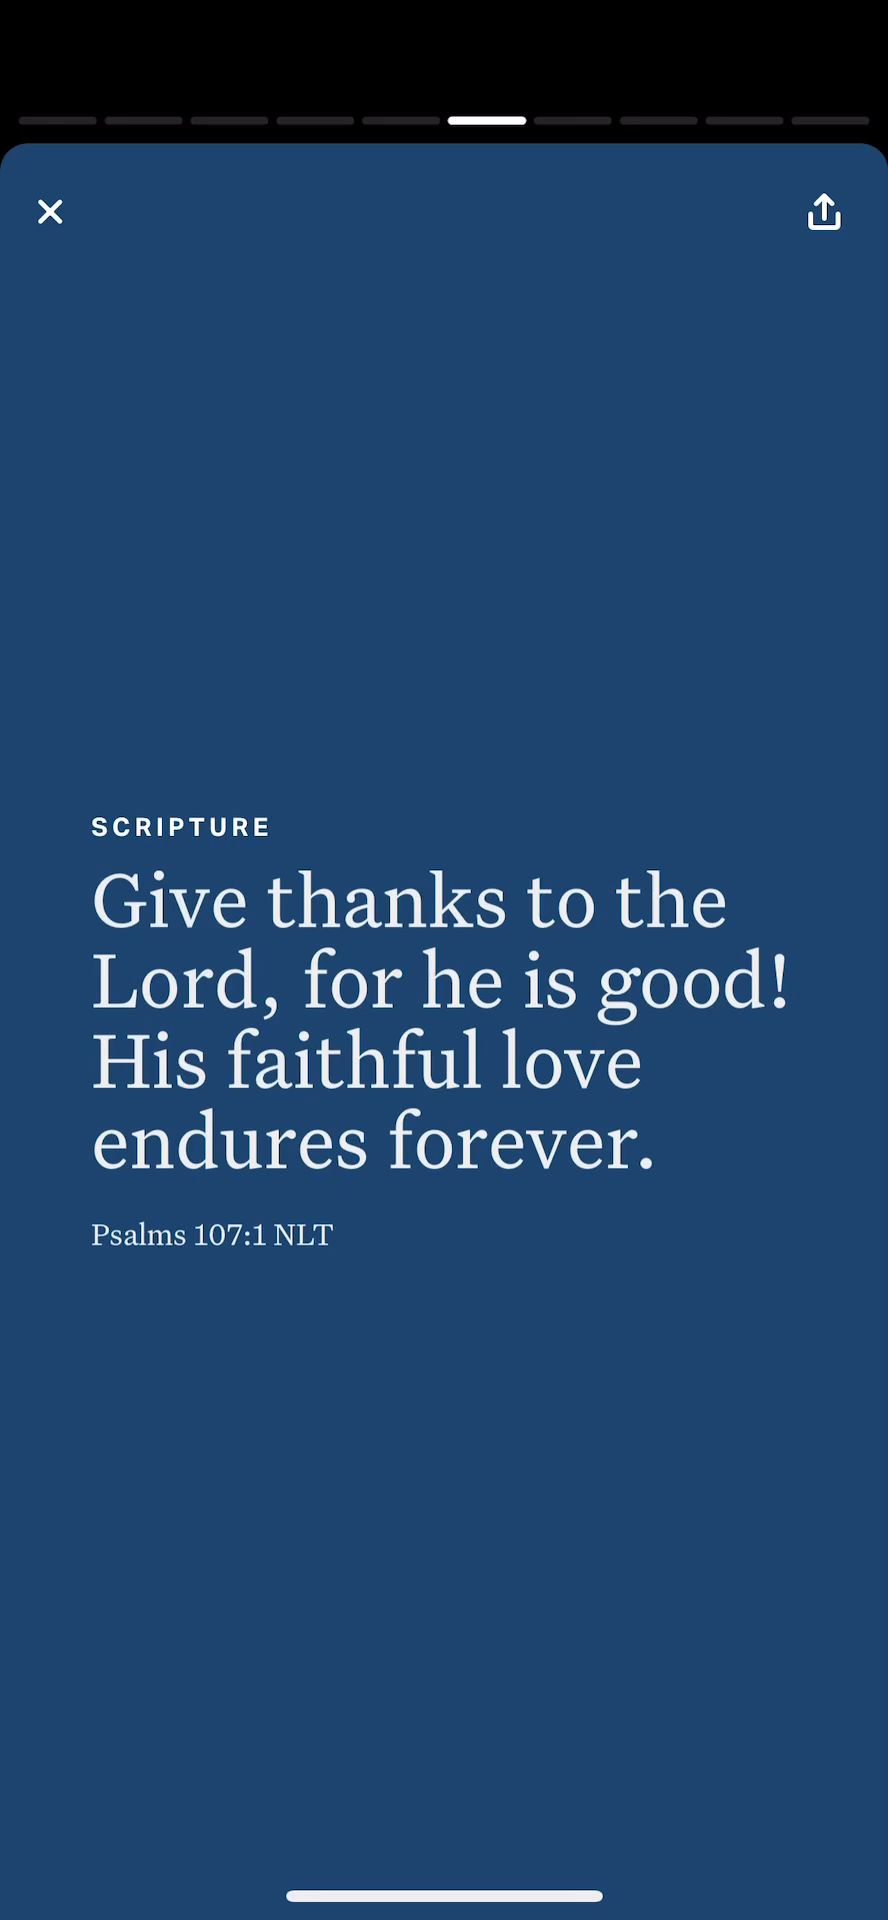 SCRIPTURE
Give thanks to the
Lord, for he is good!
His faithful love
endures forever.
Psalms 107:1 NLT